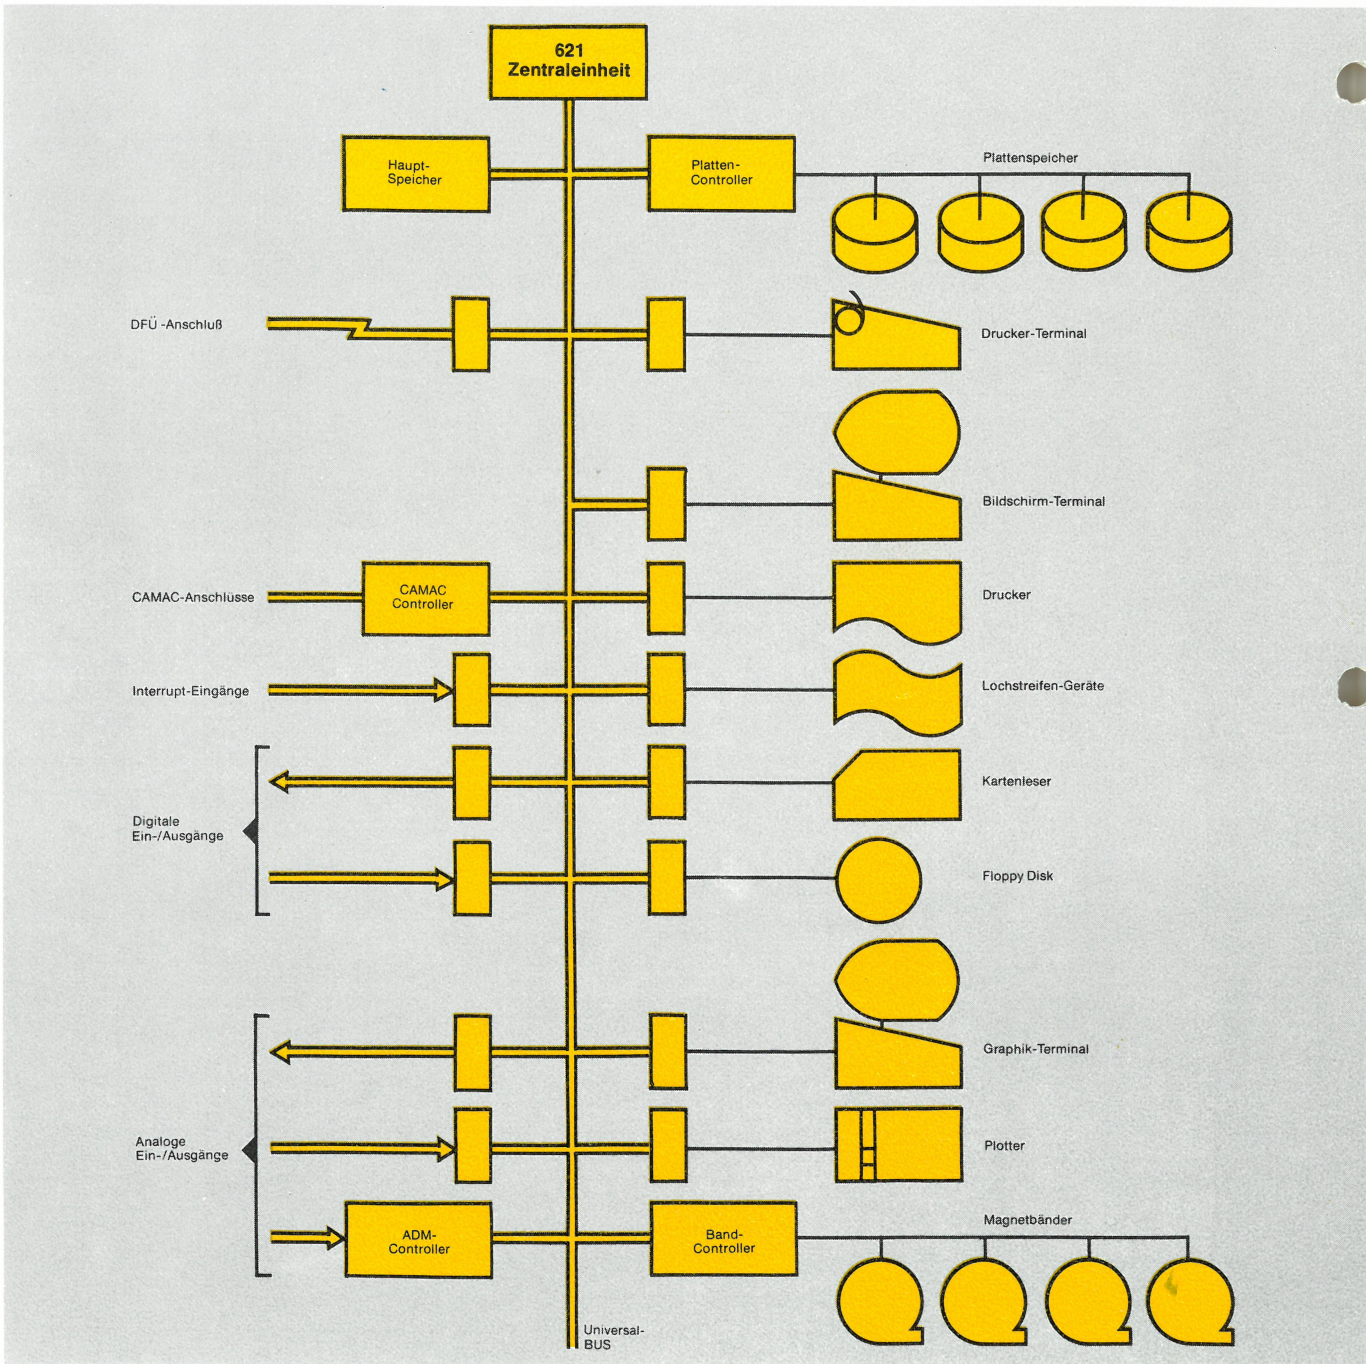 621
Zentraleinheit
Haupt-
Speicher
Platten-
Controller
Plattenspeicher
DFÜ -Anschluß
Drucker-Terminal
Bildschirm-Terminal
CAMAC-Anschlüsse
CAMAC
Controller
Drucker
Interrupt-Eingänge
Lochstreifen-Geräte
Kartenleser
Digitale
Ein-/Ausgänge
Floppy Disk
Graphik-Terminal
Analoge
Ein-/Ausgänge
Plotter
ADM-
Controller
Band-
Controller
Magnetbänder
Universal-
BUS